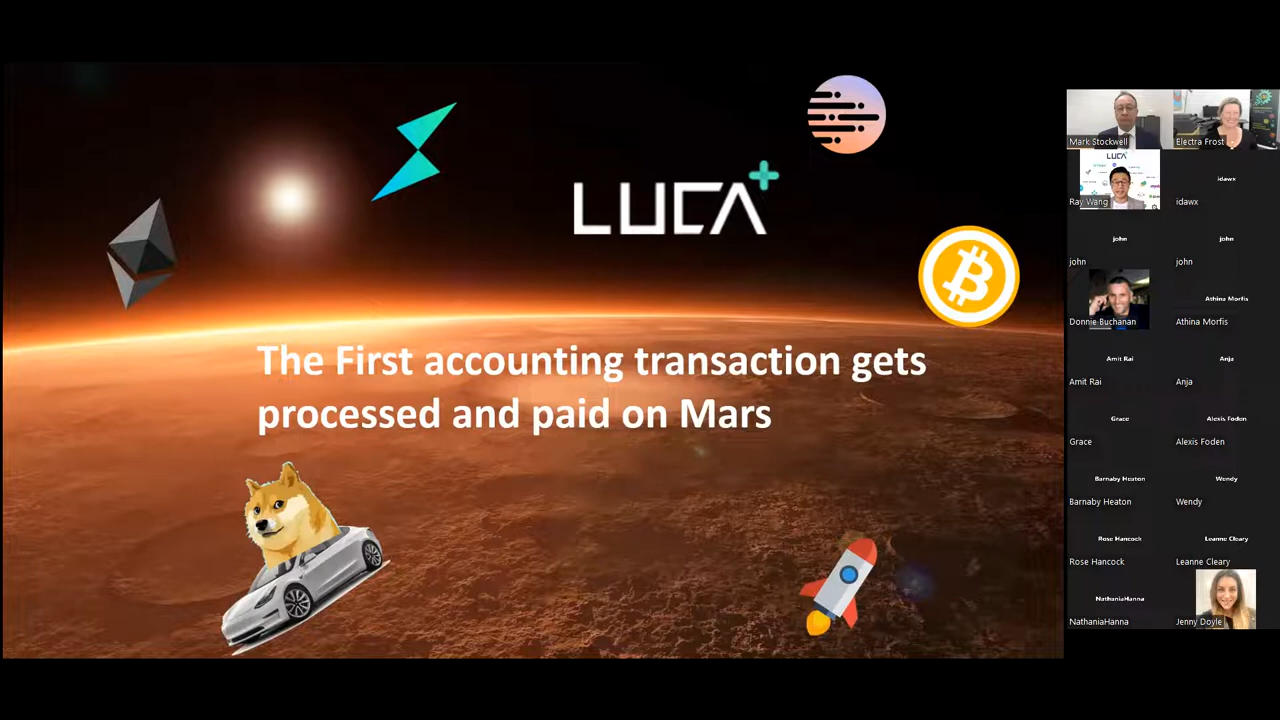 LUCA+
The First accounting transaction gets
processed and paid on Mars
Mark Stockwell
Electra Frost
LUCA+
Ray Wang
idawx
idawx
john
john
john
john
Donnie Buchanan
Athina Morfis
Athina Morfis
Amit Rai
Amit Rai
Anja
Anja
Grace
Grace
Alexis Foden
Alexis Foden
Barnaby Heaton
Barnaby Heaton
Wendy
Wendy
Rose Hancock
Rose Hancock
Leanne Cleary
Leanne Cleary
NathaniaHanna
NathaniaHanna
Jenny Doyle